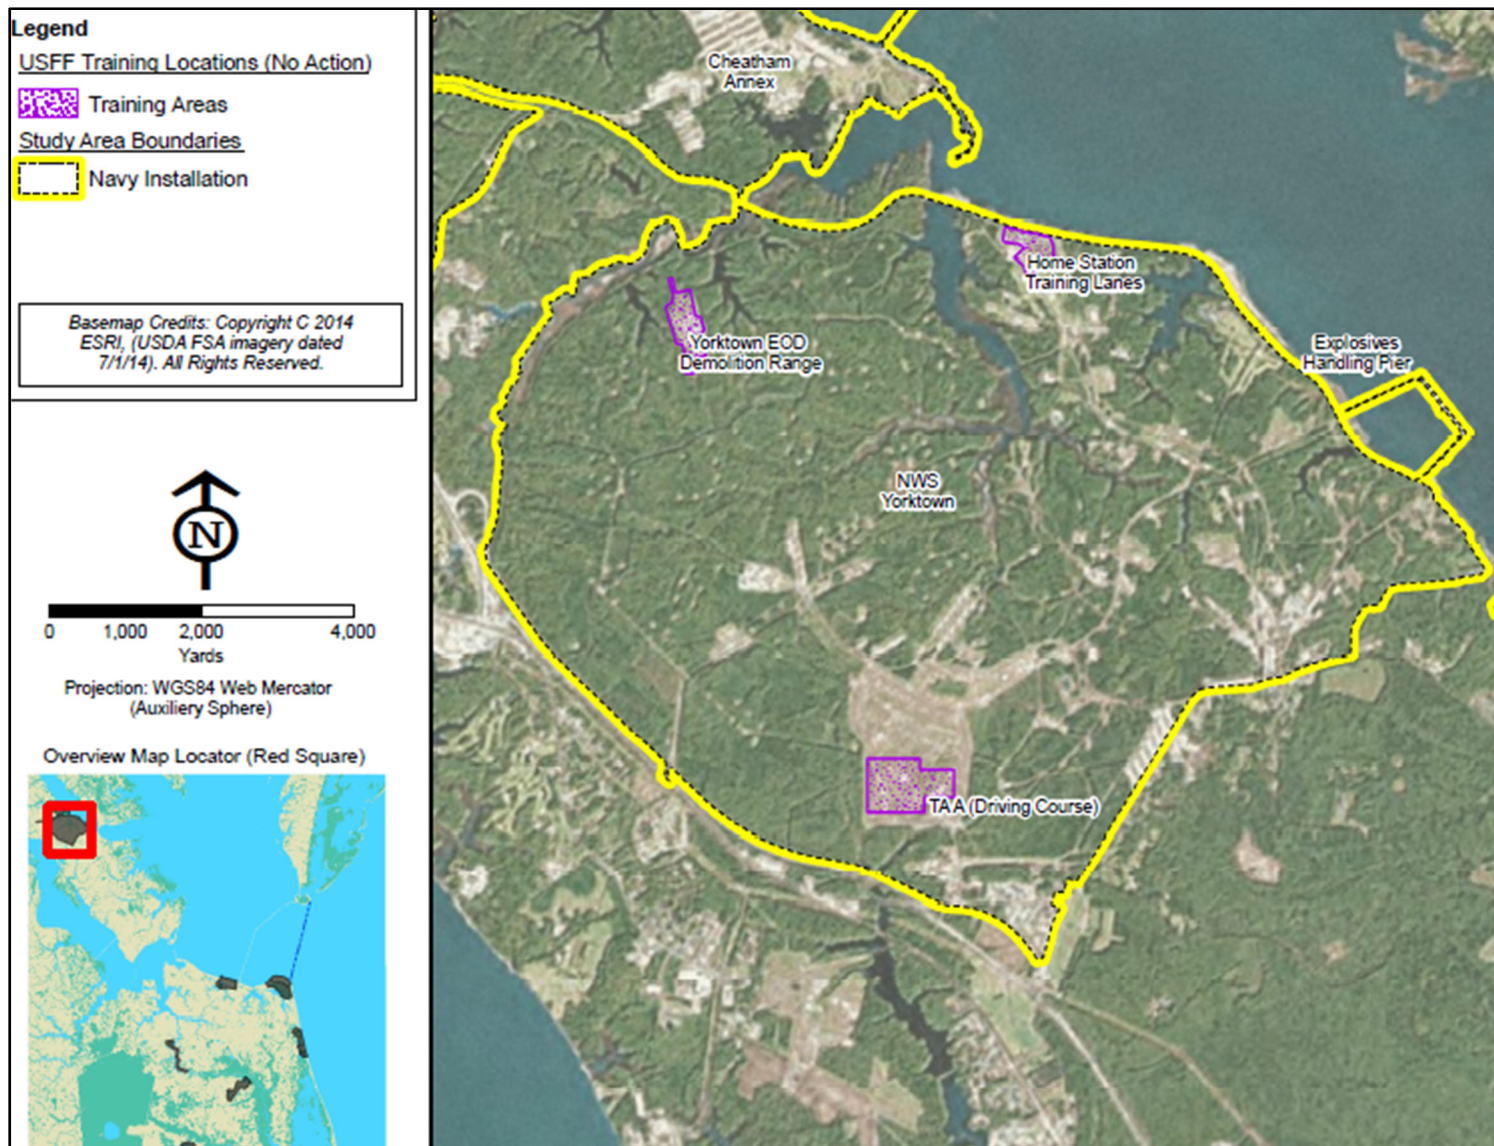 Legend
USFF Training Locations (No Action)
Training Areas
Study Area Boundaries
Navy Installation
Basemap Credits: Copyright C 2014
ESRI, (USDA FSA imagery dated
7/1/14). All Rights Reserved.
N
0 1,000 2,000 4,000
Yards
Projection: WGS84 Web Mercator
(Auxiliery Sphere)
Overview Map Locator (Red Square)
Cheatham
Annex
Home Station
Training Lanes
Yorktown EOD
Demolition Range
Explosives
Handling Pier
NWS
Yorktown
TA A (Driving Course)